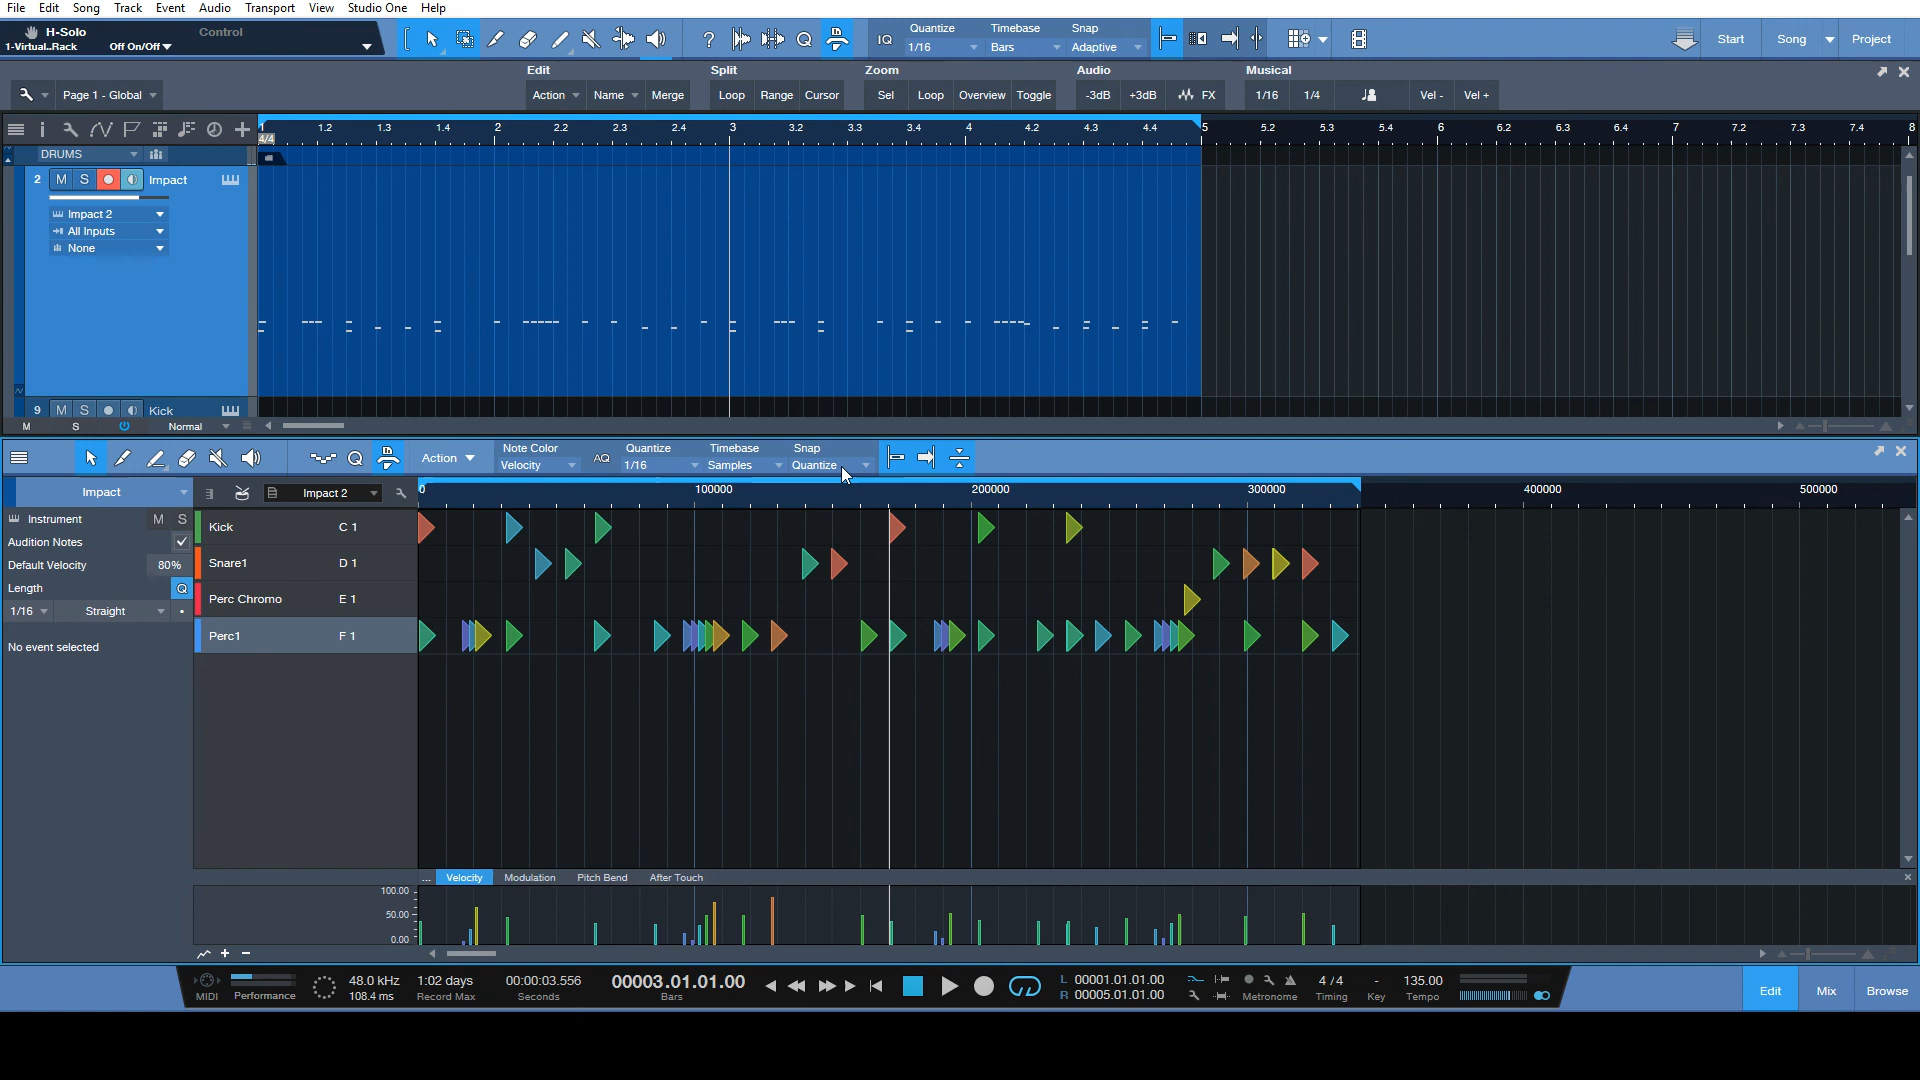 File Edit Song Track Event Audio Transport View Studio One Help
H-Solo Control
1-Virtual..Rack Off On/Off
Quantize Timebase Snap
IQ 1/16 Bars Adaptive
Start Song Project
Edit Split Zoom Audio Musical
Page 1 - Global Action Name Merge Loop Range Cursor Sel Loop Overview Toggle -3dB +3dB FX 1/16 1/4 Vel - Vel +
1 1.2 1.3 1.4 2 2.2 2.3 2.4 3 3.2 3.3 3.4 4 4.2 4.3 4.4 5 5.2 5.3 5.4 6 6.2 6.3 6.4 7 7.2 7.3 7.4 8
4/4
DRUMS
2 M S Impact
Impact 2
All Inputs
None
9 M S Kick
M S Normal
Action Note Color Quantize Timebase Snap
Velocity AQ 1/16 Samples Quantize
Impact Impact 2 0 100000 200000 300000 400000 500000
Instrument M S
Audition Notes
Default Velocity 80%
Length Q
1/16 Straight
No event selected
Kick C 1
Snare1 D 1
Perc Chromo E 1
Perc1 F 1
... Velocity Modulation Pitch Bend After Touch
100.00
50.00
0.00
MIDI Performance
48.0 kHz 1:02 days 00:00:03.556 00003.01.01.00
108.4 ms Record Max Seconds Bars
L 00001.01.01.00
R 00005.01.01.00
Metronome
4 / 4 - 135.00
Timing Key Tempo
Edit Mix Browse